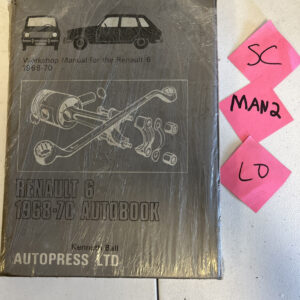 Workshop Manual for the Renault 6
1968-70
RENAULT 6
1968-70 AUTOBOOK
Kenneth Ball
AUTOPRESS LTD
SC
MAN2
LO